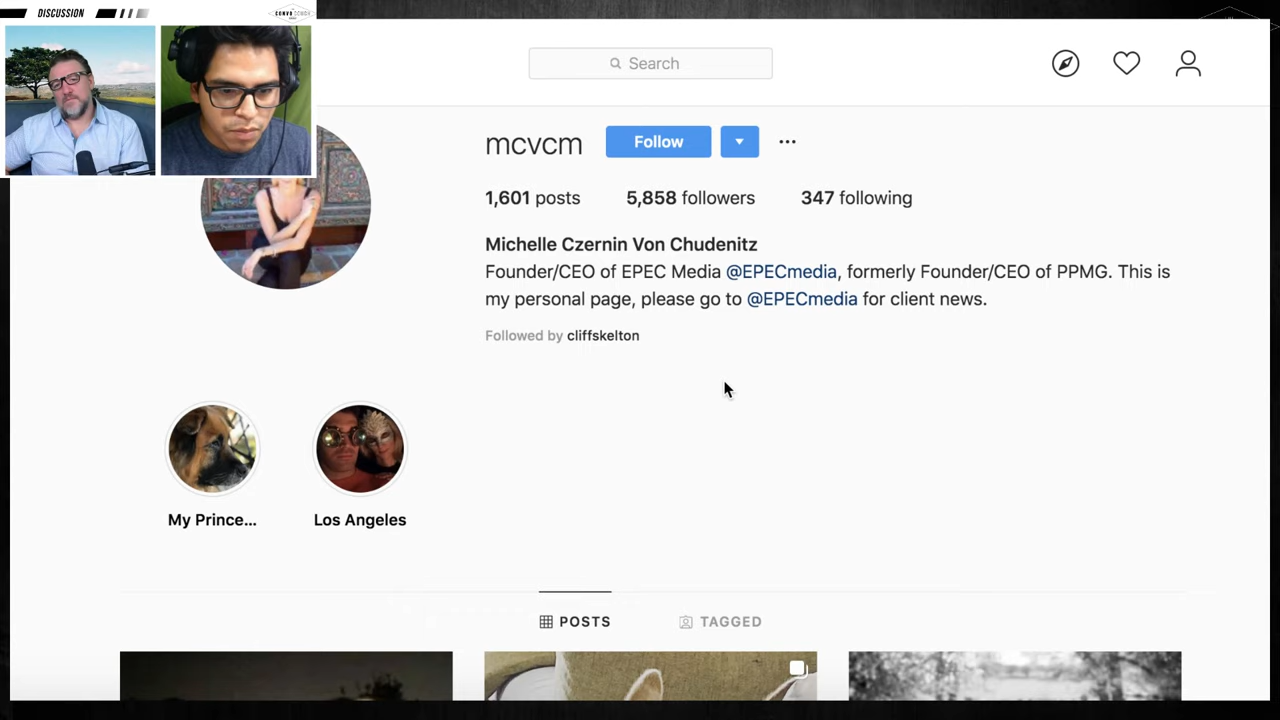 DISCUSSION
CONVO COUCH
Search
mcvcm
Follow
1,601 posts
5,858 followers
347 following
Michelle Czernin Von Chudenitz
Founder/CEO of EPEC Media @EPECmedia, formerly Founder/CEO of PPMG. This is
my personal page, please go to @EPECmedia for client news.
Followed by cliffskelton
My Prince...
Los Angeles
POSTS
TAGGED